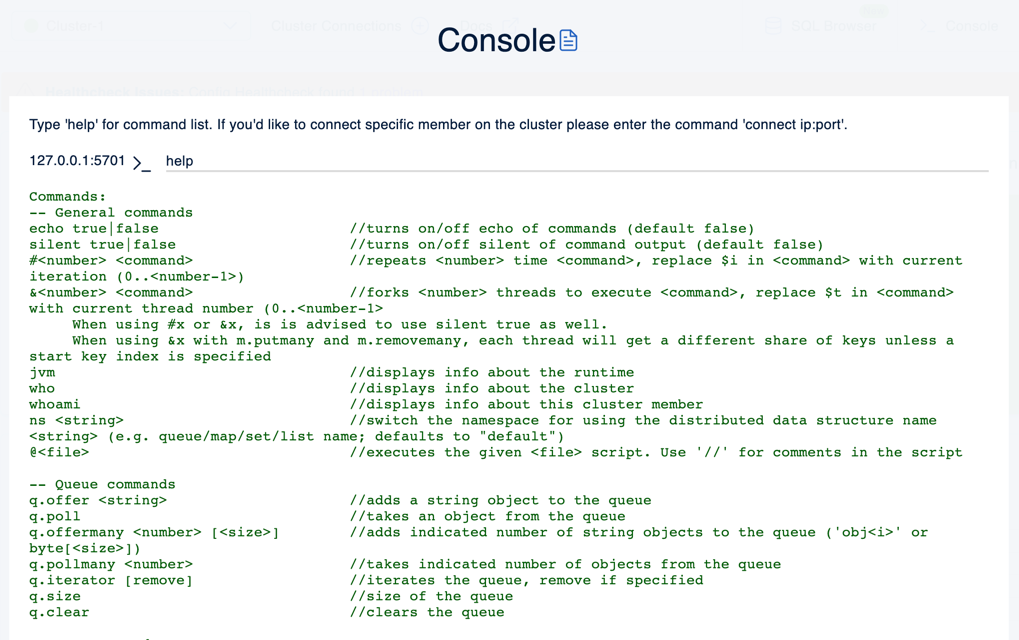 Cluster-1
Cluster Connections
Docs
SQL Browser
Console
Console
Type 'help' for command list. If you'd like to connect specific member on the cluster please enter the command 'connect ip:port'.
127.0.0.1:5701 >_ help
Commands:
-- General commands
echo true|false //turns on/off echo of commands (default false)
silent true|false //turns on/off silent of command output (default false)
#<number> <command> //repeats <number> time <command>, replace $i in <command> with current
iteration (0..<number-1>)
&<number> <command> //forks <number> threads to execute <command>, replace $t in <command>
with current thread number (0..<number-1>
When using #x or &x, is is advised to use silent true as well.
When using &x with m.putmany and m.removemany, each thread will get a different share of keys unless a
start key index is specified
jvm //displays info about the runtime
who //displays info about the cluster
whoami //displays info about this cluster member
ns <string> //switch the namespace for using the distributed data structure name
<string> (e.g. queue/map/set/list name; defaults to "default")
@<file> //executes the given <file> script. Use '//' for comments in the script
-- Queue commands
q.offer <string> //adds a string object to the queue
q.poll //takes an object from the queue
q.offermany <number> [<size>] //adds indicated number of string objects to the queue ('obj<i>' or
byte[<size>])
q.pollmany <number> //takes indicated number of objects from the queue
q.iterator [remove] //iterates the queue, remove if specified
q.size //size of the queue
q.clear //clears the queue